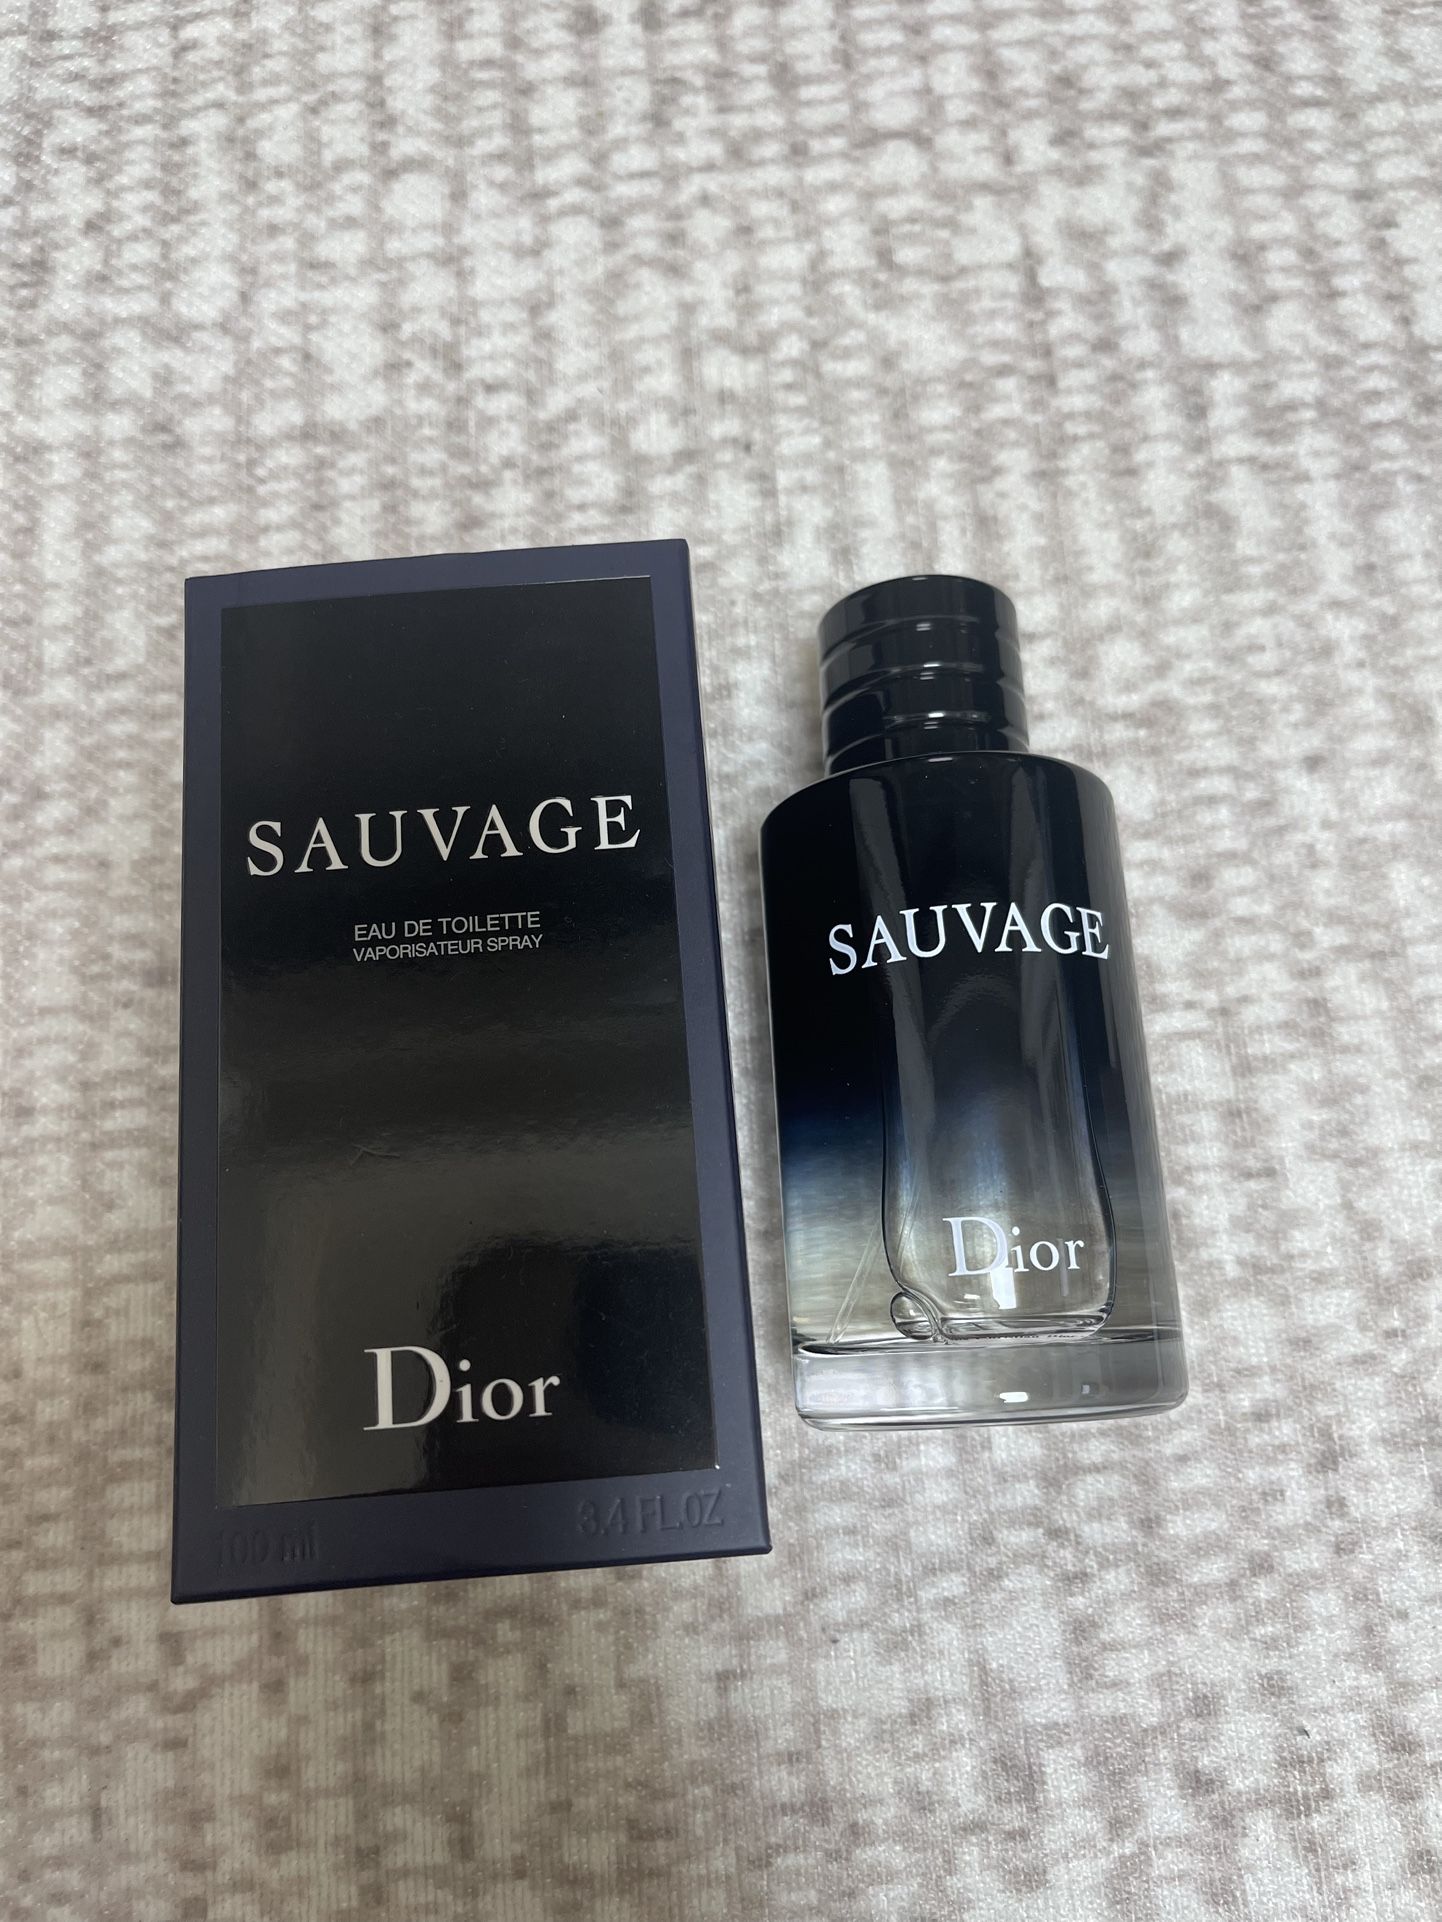 SAUVAGE
EAU DE TOILETTE
VAPORISATEUR SPRAY
Dior
100 ml
3.4 FL.OZ
SAUVAGE
Dior